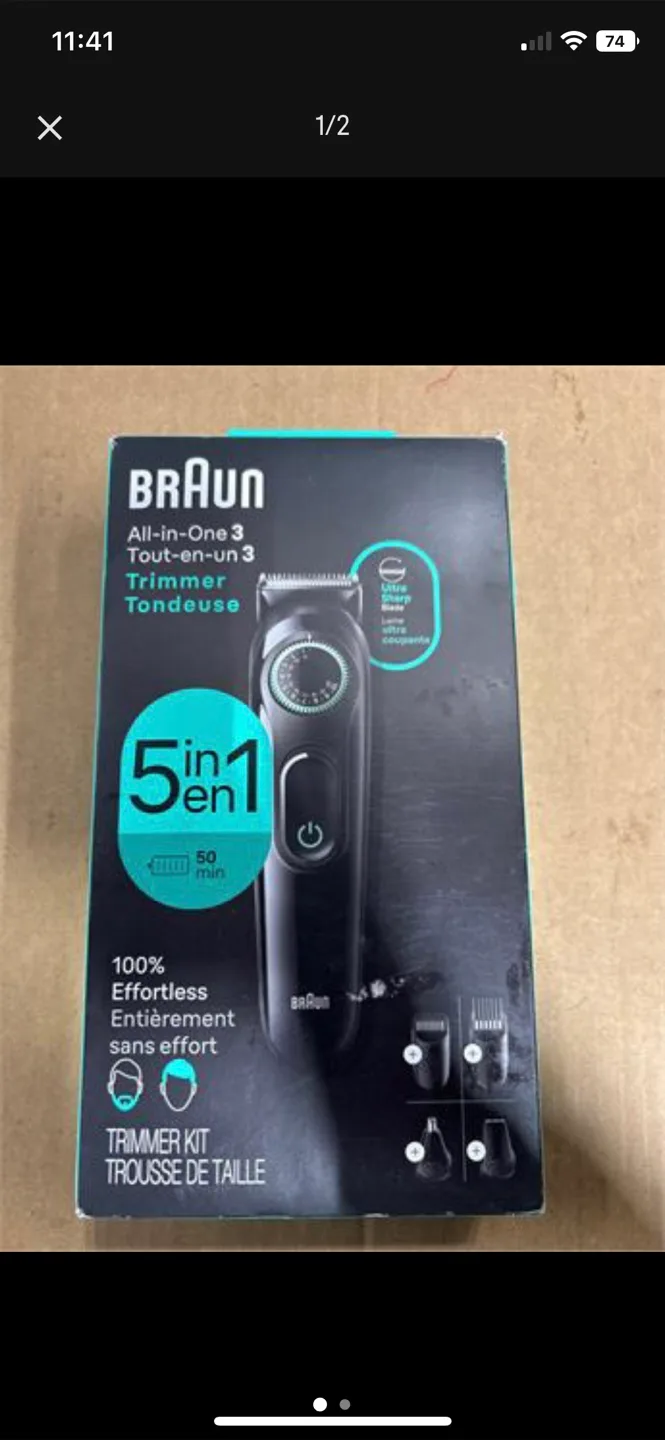 11:41
74
1/2
BRAUN
All-in-One 3
Tout-en-un 3
Trimmer
Tondeuse
Ultra
Sharp
Blade
Lame
ultra
coupante
5 in 1
en
50
min
100%
Effortless
Entièrement
sans effort
BRAUN
TRIMMER KIT
TROUSSE DE TAILLE